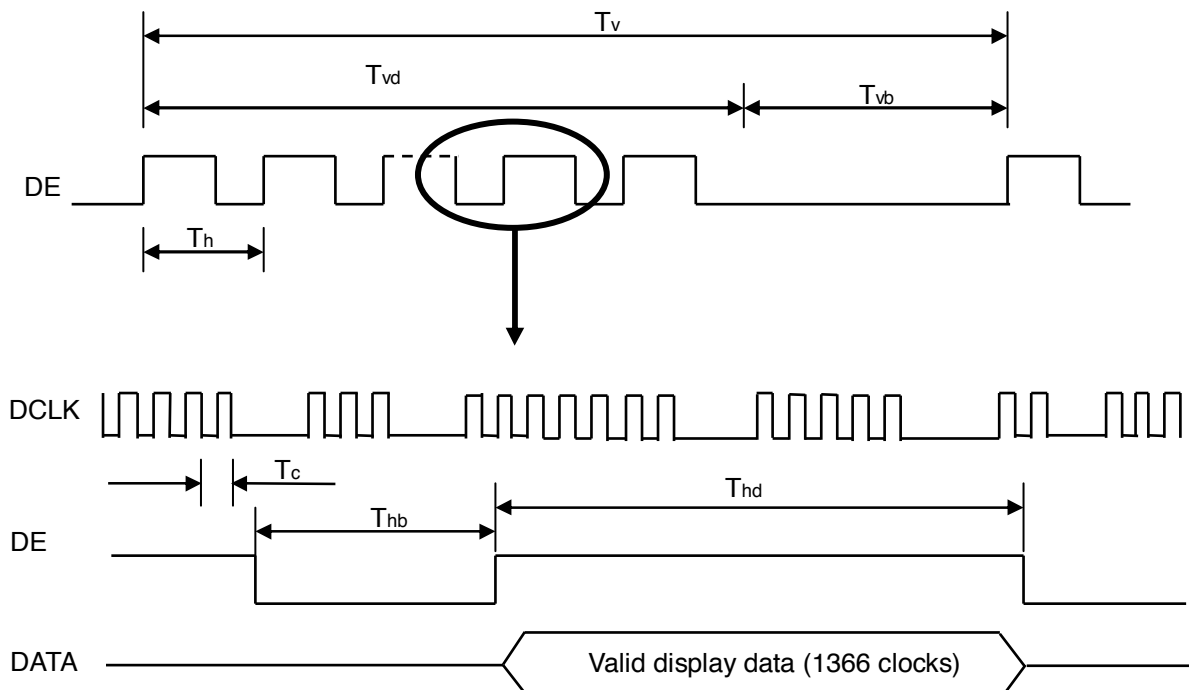 Tv
Tvd
Tvb
DE
Th
DCLK
Tc
Thd
Thb
DE
DATA
Valid display data (1366 clocks)